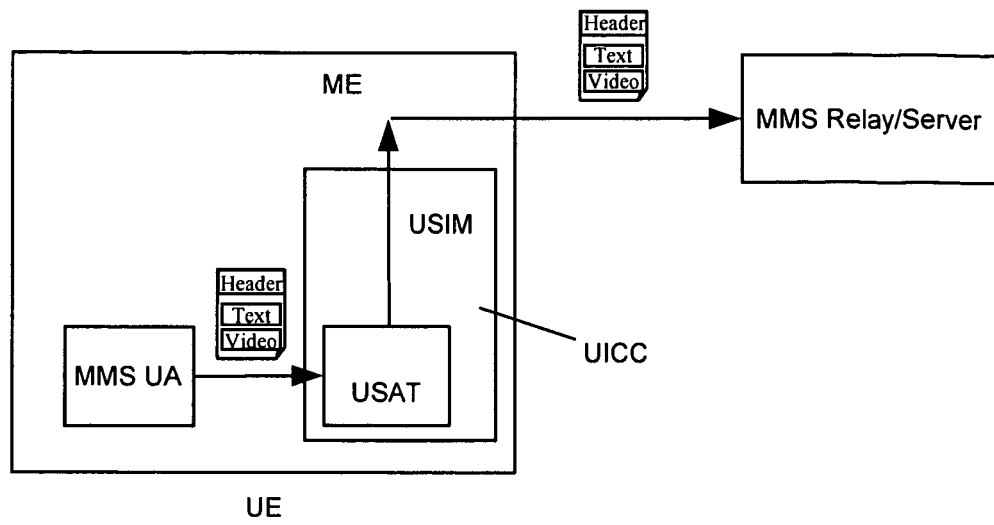 Header
Text
Video
ME
MMS Relay/Server
USIM
Header
Text
Video
UICC
MMS UA
USAT
UE